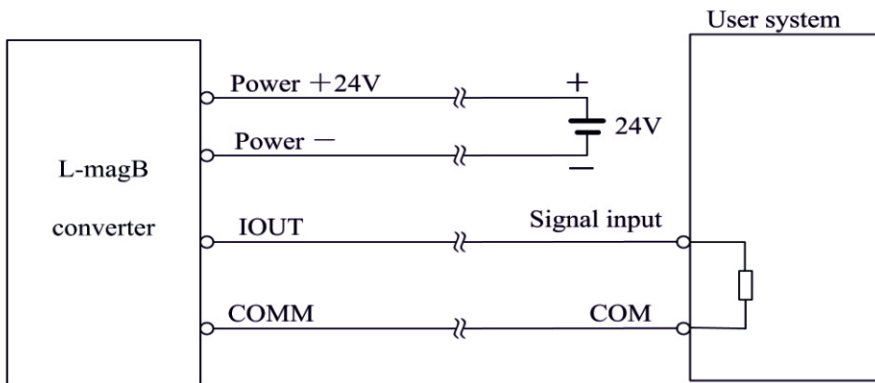 User system
Power +24V
+
24V
Power —
—
L-magB
converter
IOUT
Signal input
COMM
COM